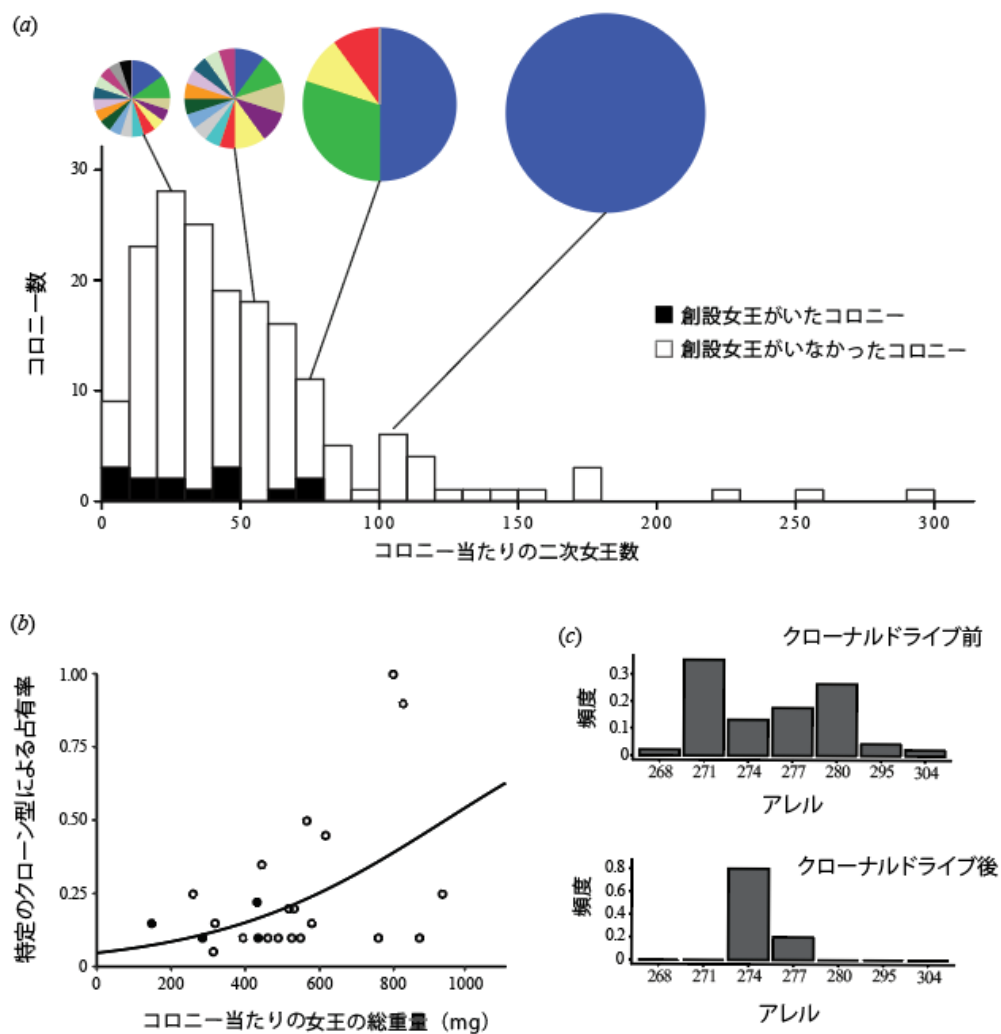 (a)
30
20
10
0
コロニー数
■ 創設女王がいたコロニー
□ 創設女王がいなかったコロニー
0 50 100 150 200 250 300
コロニー当たりの二次女王数
(b)
1.00
0.75
0.50
0.25
0
特定のクローン型による占有率
0 200 400 600 800 1000
コロニー当たりの女王の総重量（mg）
(c)
クローナルドライブ前
0.3
0.2
0.1
0
頻度
268 271 274 277 280 295 304
アレル
クローナルドライブ後
0.8
0.6
0.4
0.2
0
頻度
268 271 274 277 280 295 304
アレル